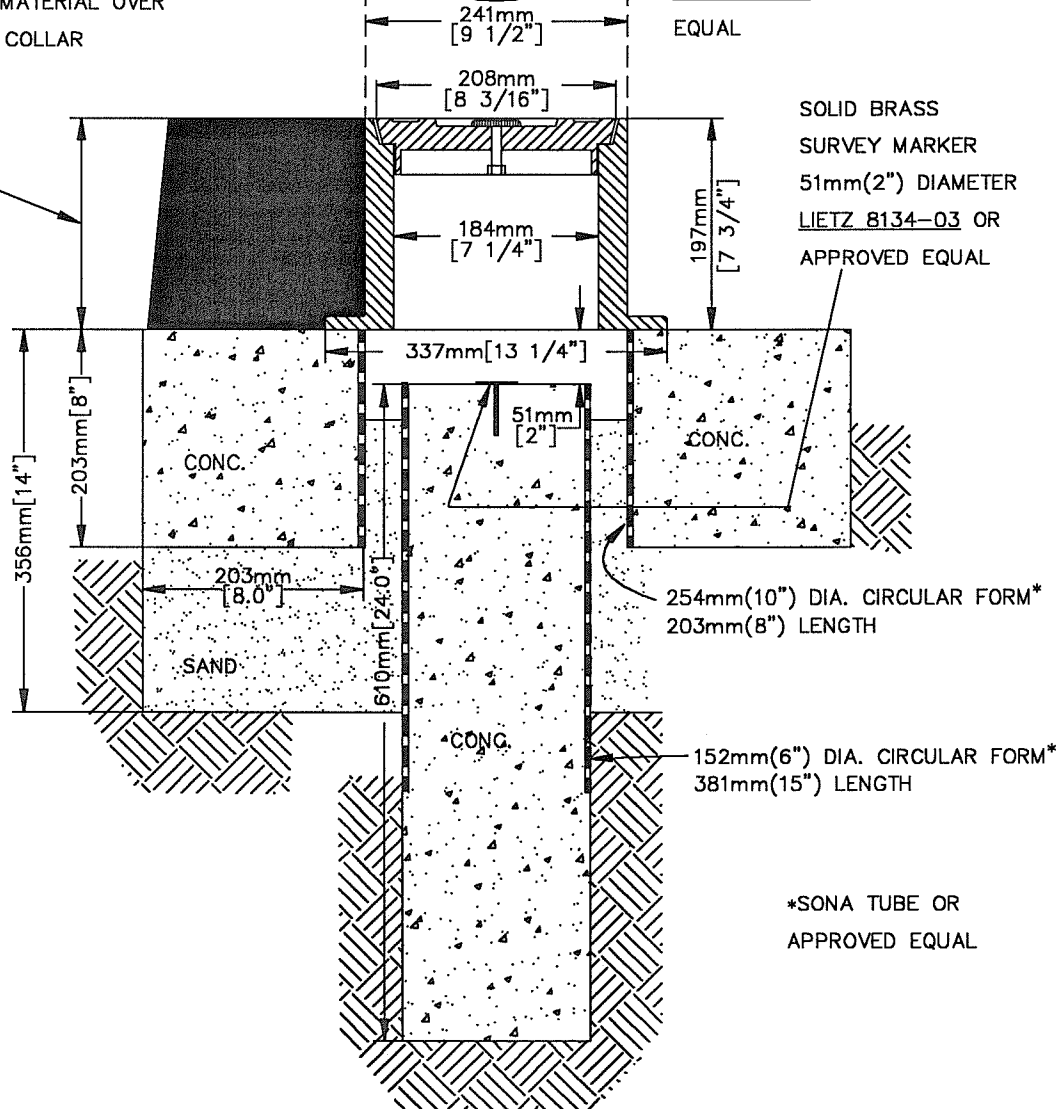 MATERIAL OVER
COLLAR
241mm
[9 1/2"]
EQUAL
208mm
[8 3/16"]
SOLID BRASS
SURVEY MARKER
51mm(2") DIAMETER
LIETZ 8134-03 OR
APPROVED EQUAL
197mm
[7 3/4"]
184mm
[7 1/4"]
337mm[13 1/4"]
51mm
[2"]
203mm[8"]
356mm[14"]
CONC.
CONC.
203mm
[8.0"]
610mm[24.0"]
254mm(10") DIA. CIRCULAR FORM*
203mm(8") LENGTH
SAND
CONC.
152mm(6") DIA. CIRCULAR FORM*
381mm(15") LENGTH
*SONA TUBE OR
APPROVED EQUAL